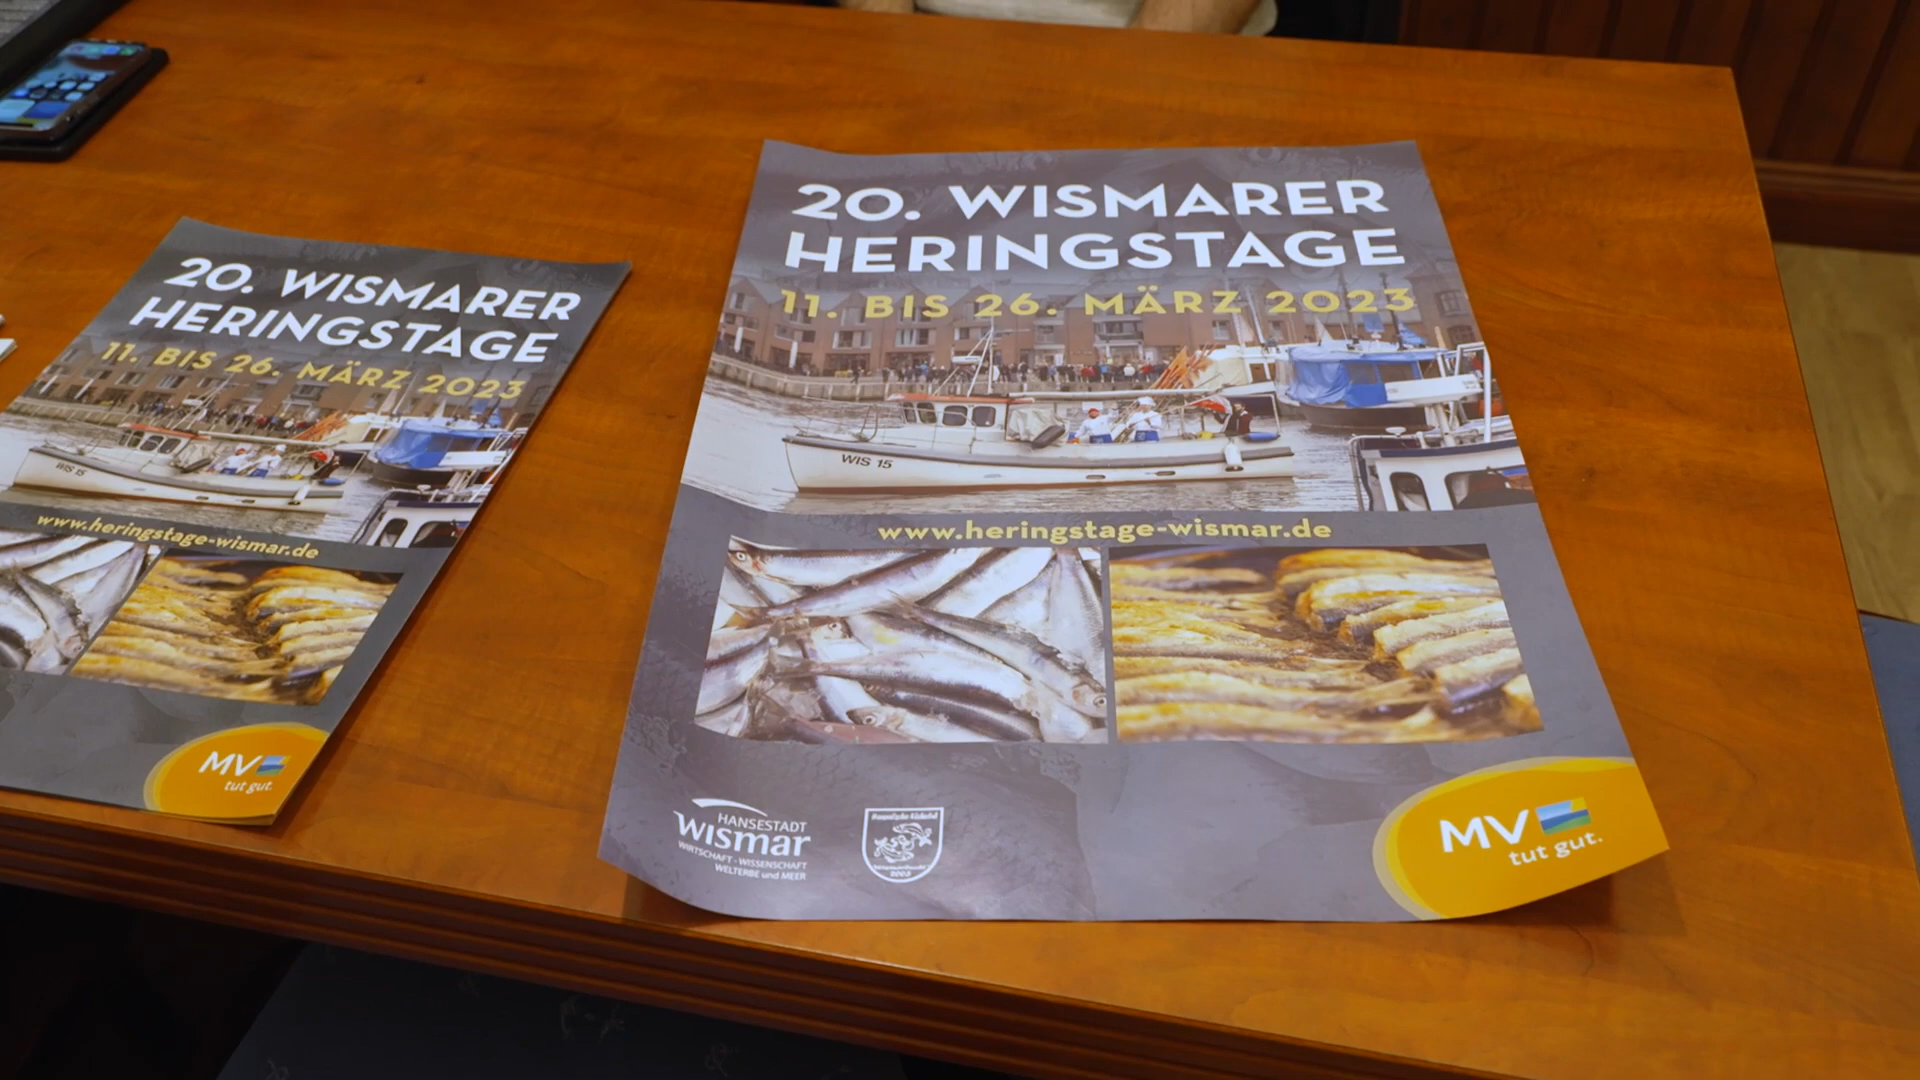 20. WISMARER
HERINGSTAGE
11. BIS 26. MÄRZ 2023
WIS 15
www.heringstage-wismar.de
MV
tut gut.
20. WISMARER
HERINGSTAGE
11. BIS 26. MÄRZ 2023
WIS 15
www.heringstage-wismar.de
HANSESTADT
wismar
WIRTSCHAFT - WISSENSCHAFT
WELTERBE und MEER
2003
MV
tut gut.